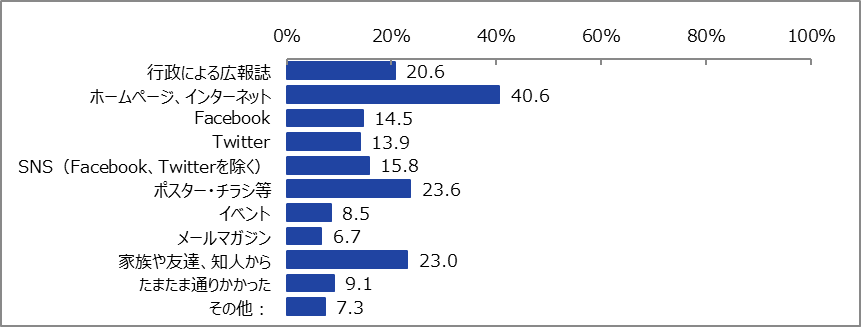 0% 20% 40% 60% 80% 100%
行政による広報誌 20.6
ホームページ、インターネット 40.6
Facebook 14.5
Twitter 13.9
SNS（Facebook、Twitterを除く） 15.8
ポスター・チラシ等 23.6
イベント 8.5
メールマガジン 6.7
家族や友達、知人から 23.0
たまたま通りかかった 9.1
その他： 7.3